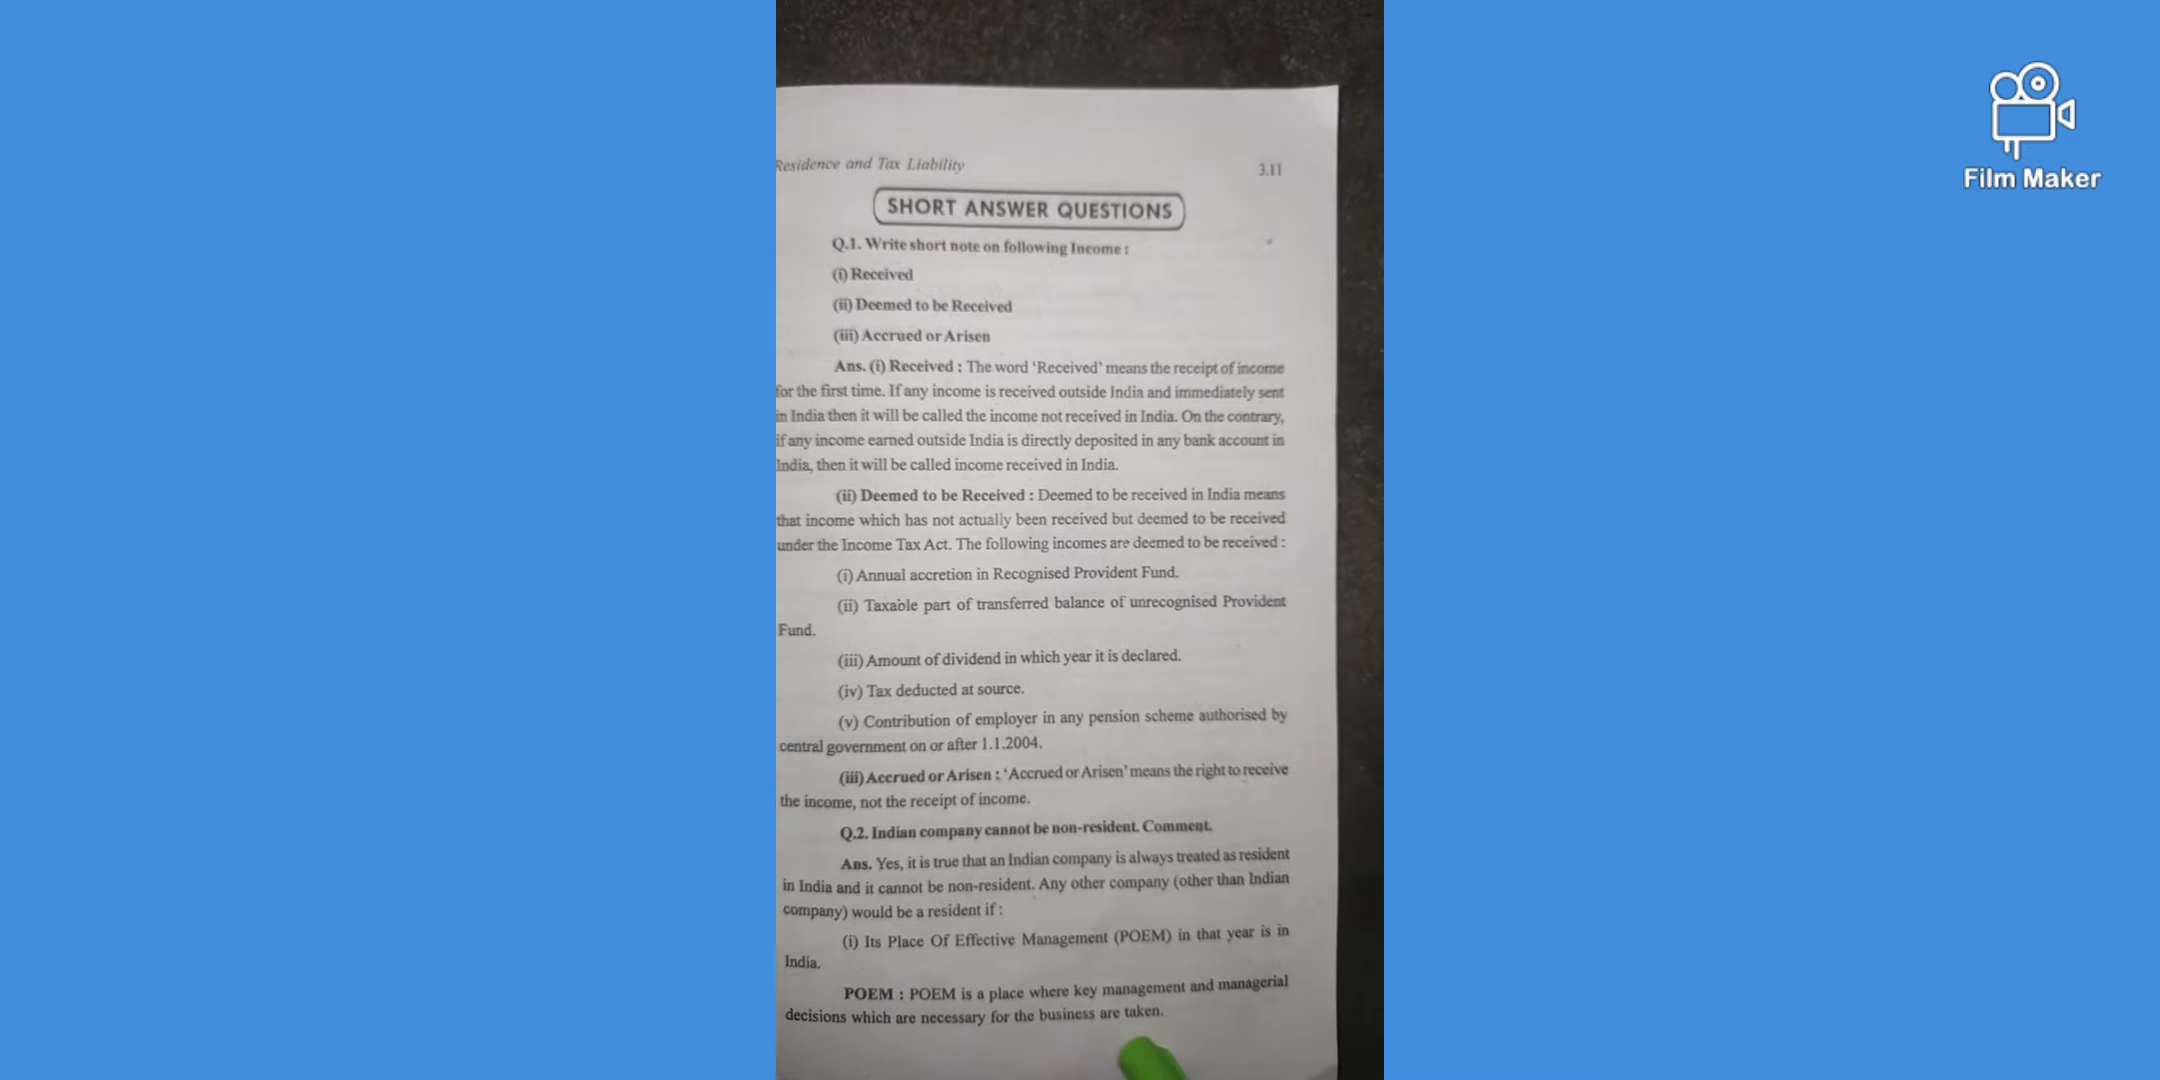 Film Maker
Residence and Tax Liability 3.11
SHORT ANSWER QUESTIONS
Q.1. Write short note on following Income :
(i) Received
(ii) Deemed to be Received
(iii) Accrued or Arisen
Ans. (i) Received : The word ‘Received’ means the receipt of income
for the first time. If any income is received outside India and immediately sent
in India then it will be called the income not received in India. On the contrary,
if any income earned outside India is directly deposited in any bank account in
India, then it will be called income received in India.
(ii) Deemed to be Received : Deemed to be received in India means
that income which has not actually been received but deemed to be received
under the Income Tax Act. The following incomes are deemed to be received :
(i) Annual accretion in Recognised Provident Fund.
(ii) Taxable part of transferred balance of unrecognised Provident
Fund.
(iii) Amount of dividend in which year it is declared.
(iv) Tax deducted at source.
(v) Contribution of employer in any pension scheme authorised by
central government on or after 1.1.2004.
(iii) Accrued or Arisen : ‘Accrued or Arisen’ means the right to receive
the income, not the receipt of income.
Q.2. Indian company cannot be non-resident. Comment.
Ans. Yes, it is true that an Indian company is always treated as resident
in India and it cannot be non-resident. Any other company (other than Indian
company) would be a resident if :
(i) Its Place Of Effective Management (POEM) in that year is in
India.
POEM : POEM is a place where key management and managerial
decisions which are necessary for the business are taken.